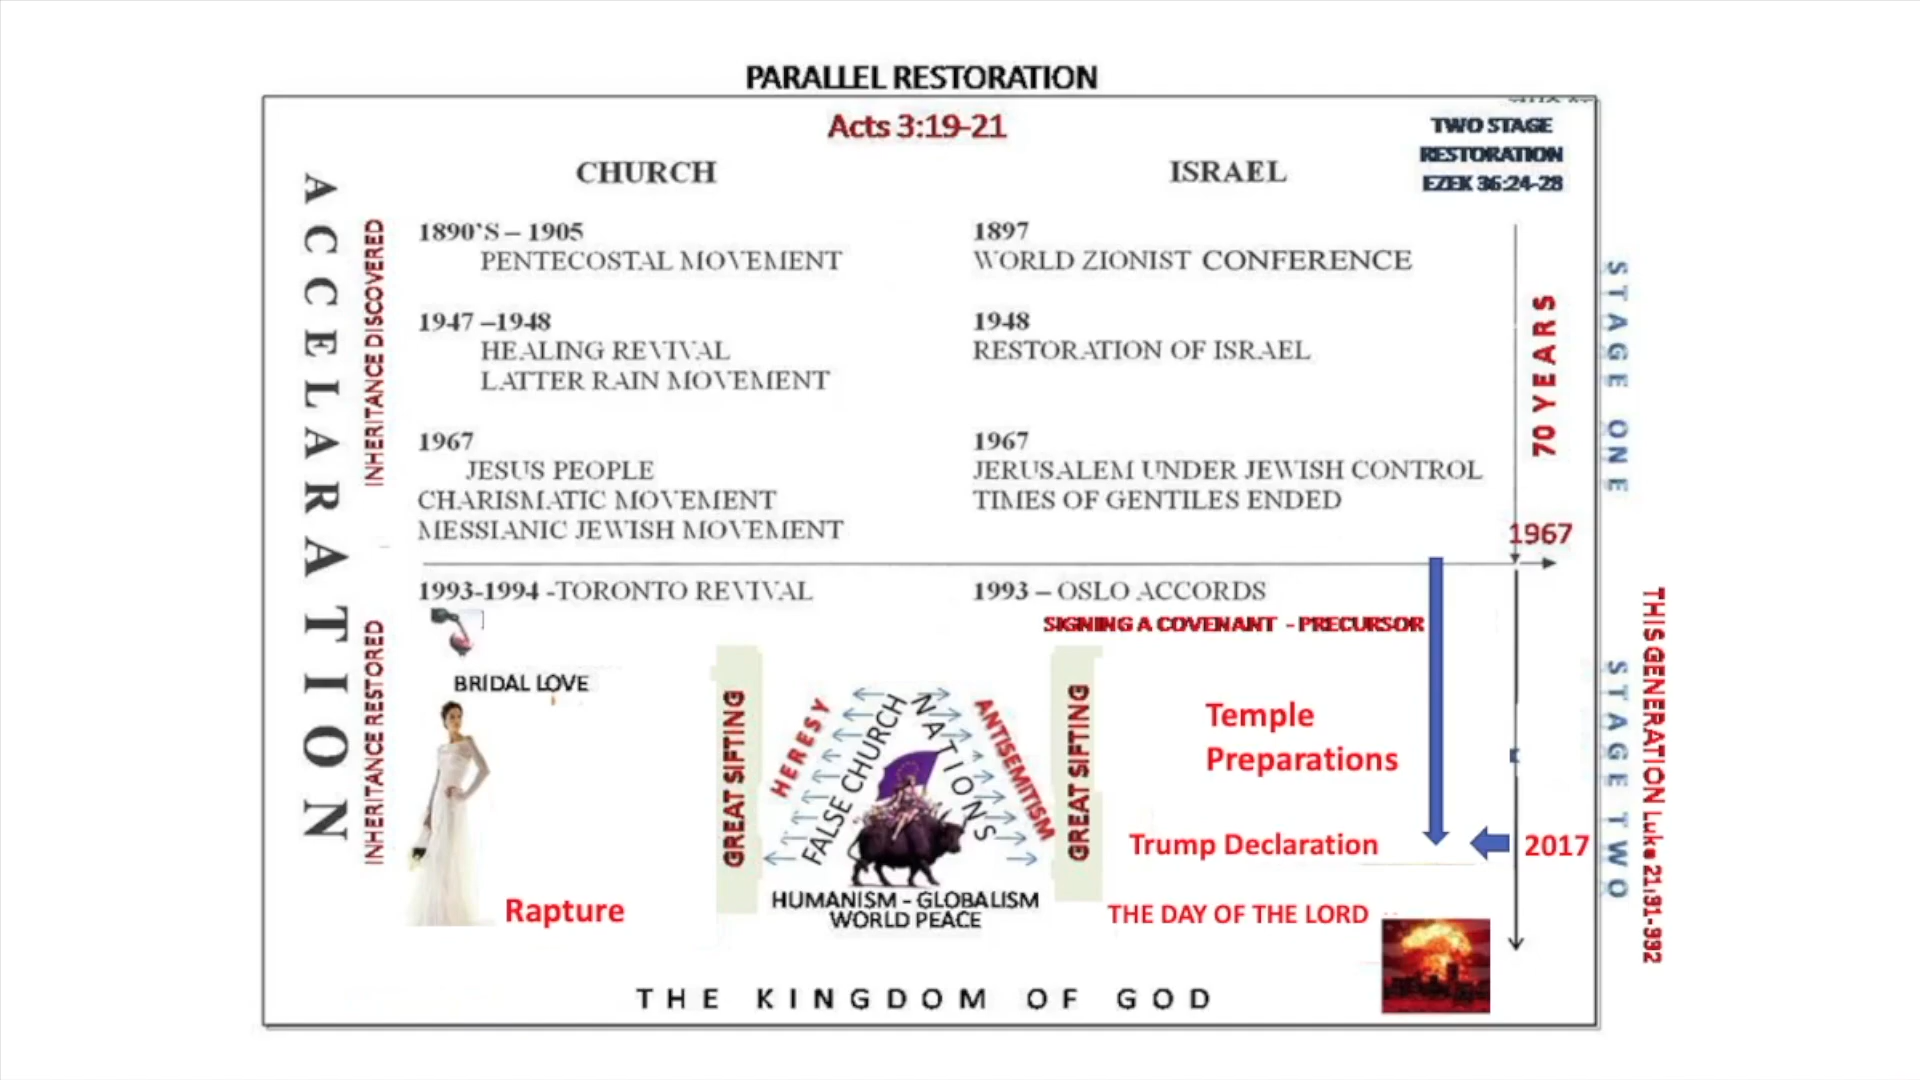 PARALLEL RESTORATION
Acts 3:19-21
TWO STAGE
RESTORATION
EZEK 36:24-28
CHURCH
ISRAEL
ACCELARATION
INHERITANCE DISCOVERED
1890'S – 1905
PENTECOSTAL MOVEMENT
1897
WORLD ZIONIST CONFERENCE
1947 –1948
HEALING REVIVAL
LATTER RAIN MOVEMENT
1948
RESTORATION OF ISRAEL
1967
JESUS PEOPLE
CHARISMATIC MOVEMENT
MESSIANIC JEWISH MOVEMENT
1967
JERUSALEM UNDER JEWISH CONTROL
TIMES OF GENTILES ENDED
70 YEARS
STAGE ONE
1967
INHERITANCE RESTORED
1993-1994 -TORONTO REVIVAL
1993 – OSLO ACCORDS
SIGNING A COVENANT - PRECURSOR
BRIDAL LOVE
Rapture
GREAT SIFTING
HERESY
FALSE CHURCH
NATIONS
ANTISEMITISM
GREAT SIFTING
HUMANISM - GLOBALISM
WORLD PEACE
Temple
Preparations
Trump Declaration
2017
THE DAY OF THE LORD
STAGE TWO
THIS GENERATION Luke 21:31-332
THE KINGDOM OF GOD